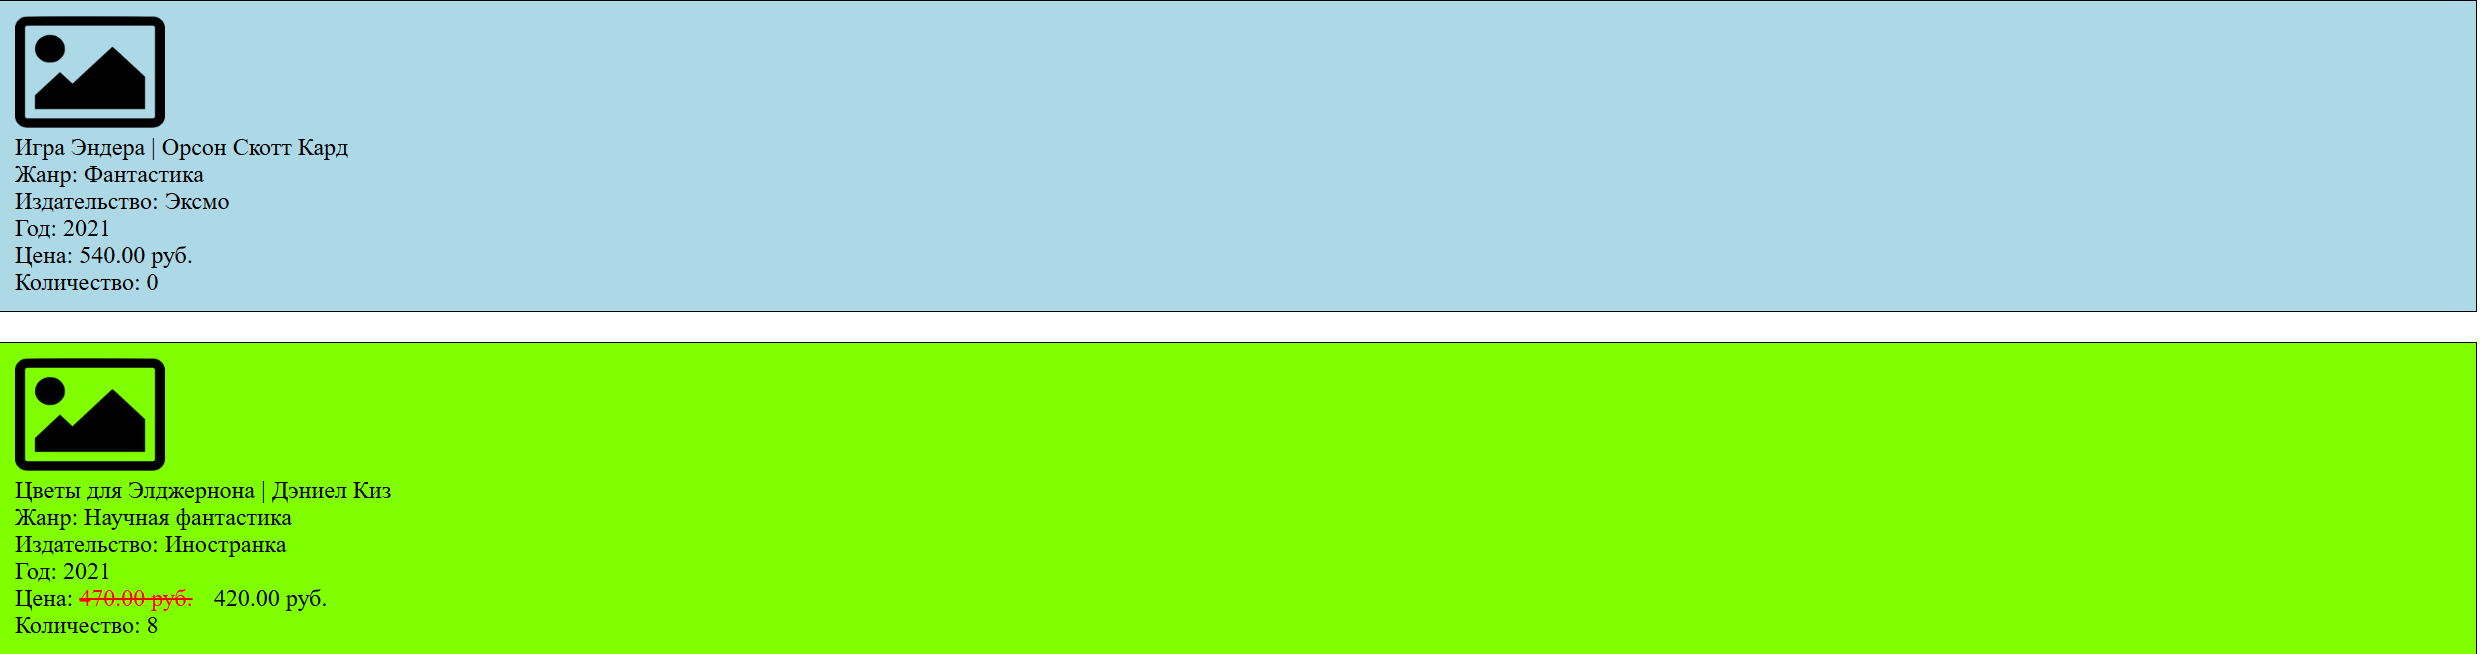 Игра Эндера | Орсон Скотт Кард
Жанр: Фантастика
Издательство: Эксмо
Год: 2021
Цена: 540.00 руб.
Количество: 0
Цветы для Элджернона | Дэниел Киз
Жанр: Научная фантастика
Издательство: Иностранка
Год: 2021
Цена: 470.00 руб. 420.00 руб.
Количество: 8